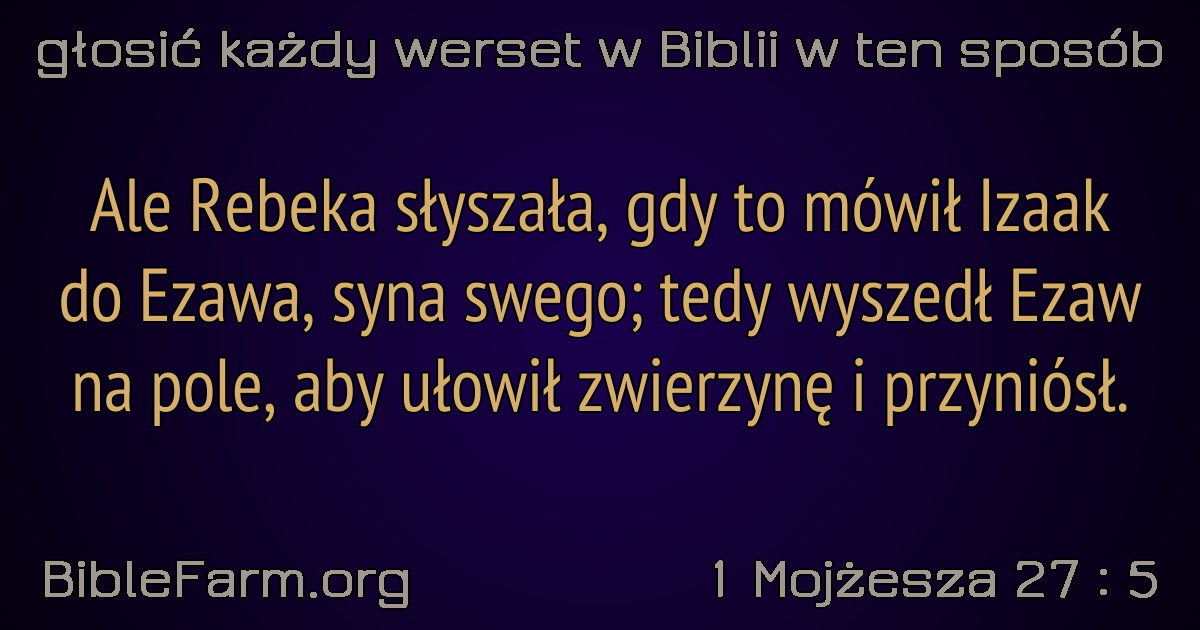 głosić każdy werset w Biblii w ten sposób
Ale Rebeka słyszała, gdy to mówił Izaak
do Ezawa, syna swego; tedy wyszedł Ezaw
na pole, aby ułowił zwierzynę i przyniósł.
BibleFarm.org
1 Mojżesza 27 : 5